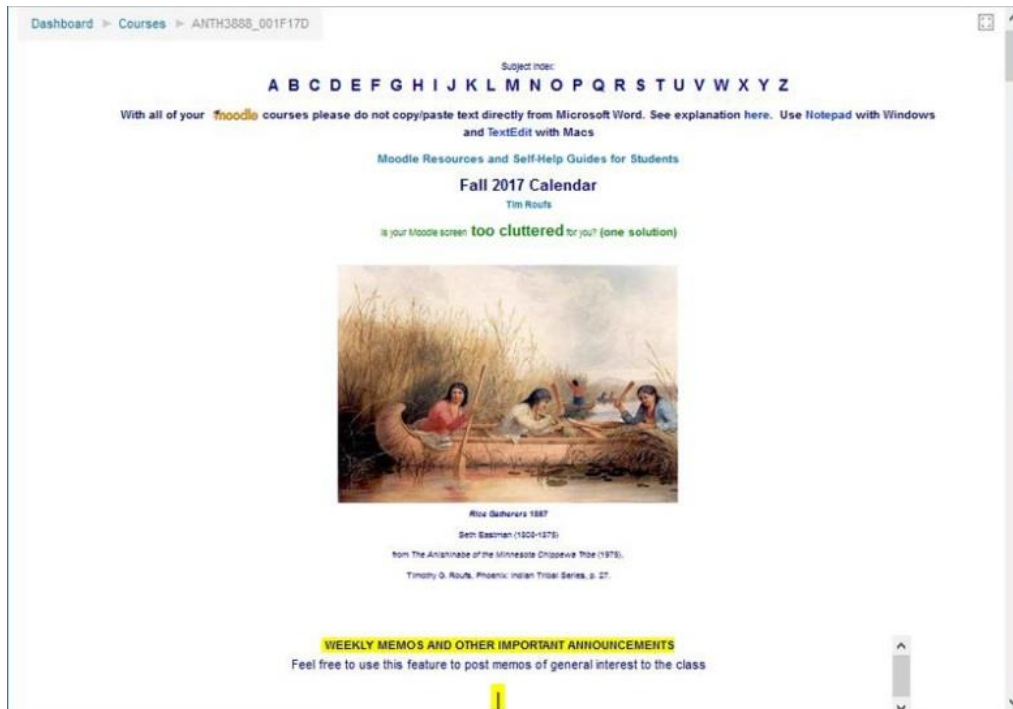 Dashboard ► Courses ► ANTH3888_001F17D
Subject Index:
A B C D E F G H I J K L M N O P Q R S T U V W X Y Z
With all of your moodle courses please do not copy/paste text directly from Microsoft Word. See explanation here. Use Notepad with Windows
and TextEdit with Macs
Moodle Resources and Self-Help Guides for Students
Fall 2017 Calendar
Tim Roufs
Is your Moodle screen too cluttered for you? (one solution)
Rice Gatherers 1867
Seth Eastman (1808-1875)
from The Anishinabe of the Minnesota Chippewa Tribe (1975),
Timothy G. Roufs, Phoenix: Indian Tribal Series, p. 27.
WEEKLY MEMOS AND OTHER IMPORTANT ANNOUNCEMENTS
Feel free to use this feature to post memos of general interest to the class